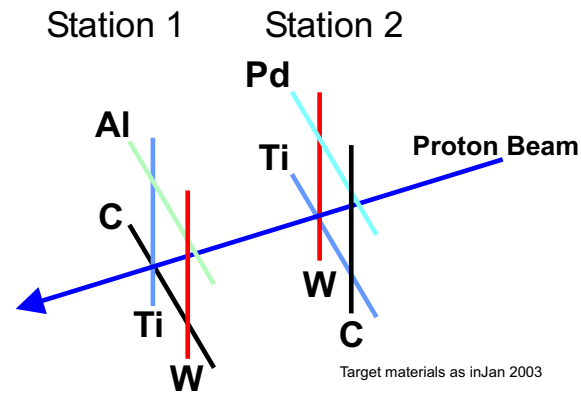 Station 1
Station 2
Pd
Al
Ti
Proton Beam
C
W
Ti
C
W
Target materials as inJan 2003